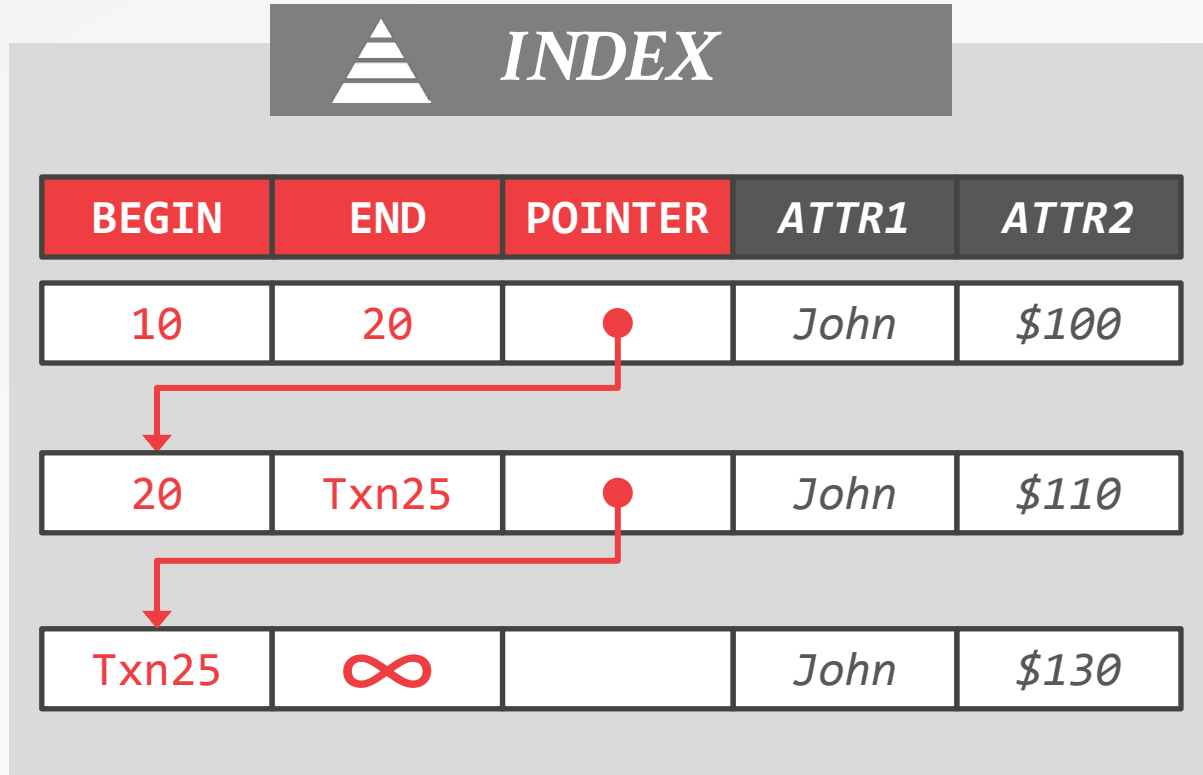 INDEX
BEGIN END POINTER ATTR1 ATTR2
10 20 John $100
20 Txn25 John $110
Txn25 ∞ John $130